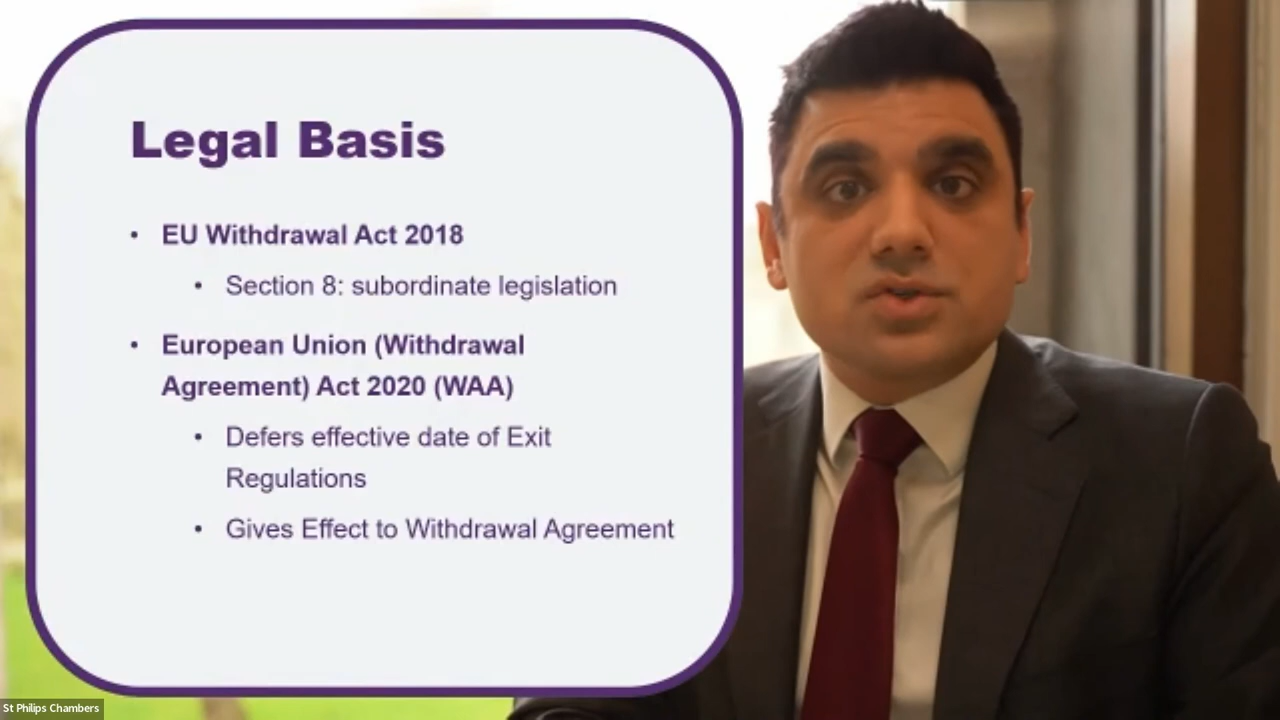 Legal Basis
• EU Withdrawal Act 2018
• Section 8: subordinate legislation
• European Union (Withdrawal
Agreement) Act 2020 (WAA)
• Defers effective date of Exit
Regulations
• Gives Effect to Withdrawal Agreement
St Philips Chambers